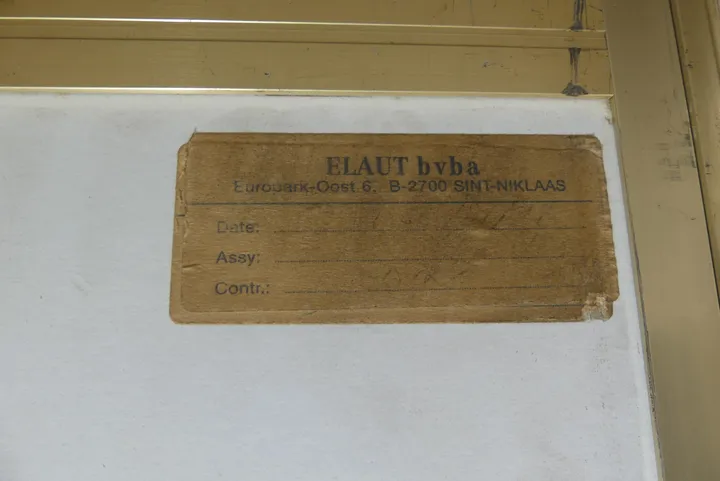 ELAUT bvba
Europark-Oost 6, B-2700 SINT-NIKLAAS
Date:
Assy:
Contr.: